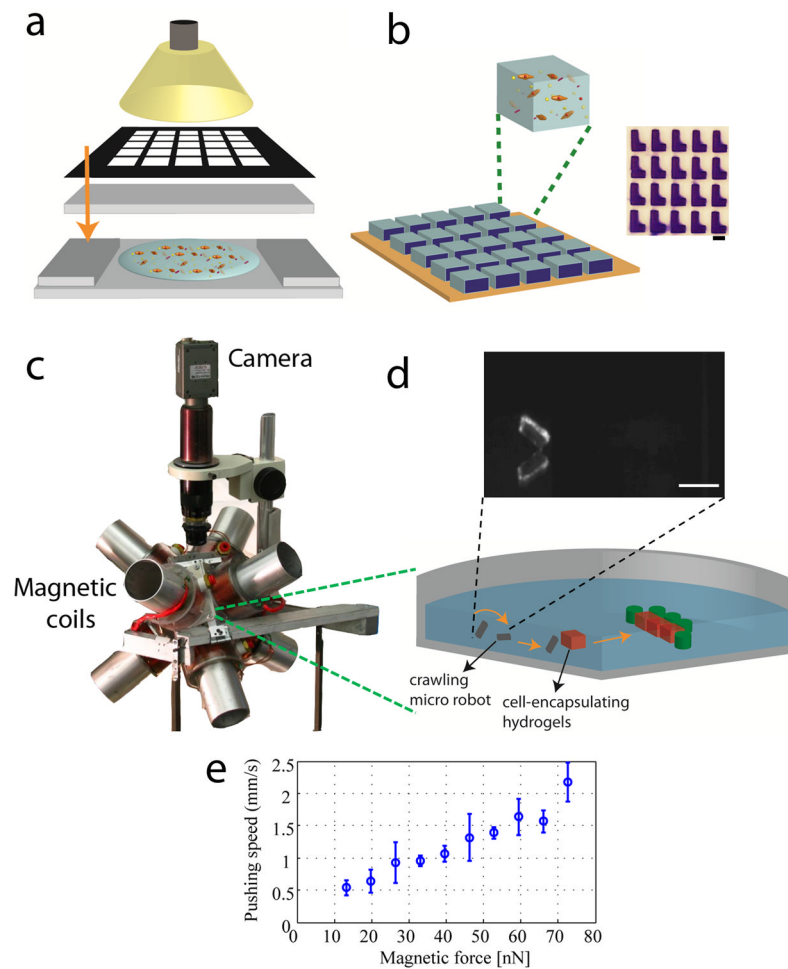 a
b
c
Camera
Magnetic
coils
d
crawling
micro robot
cell-encapsulating
hydrogels
e
Pushing speed (mm/s)
2.5
2
1.5
1
0.5
0
0 10 20 30 40 50 60 70 80
Magnetic force [nN]